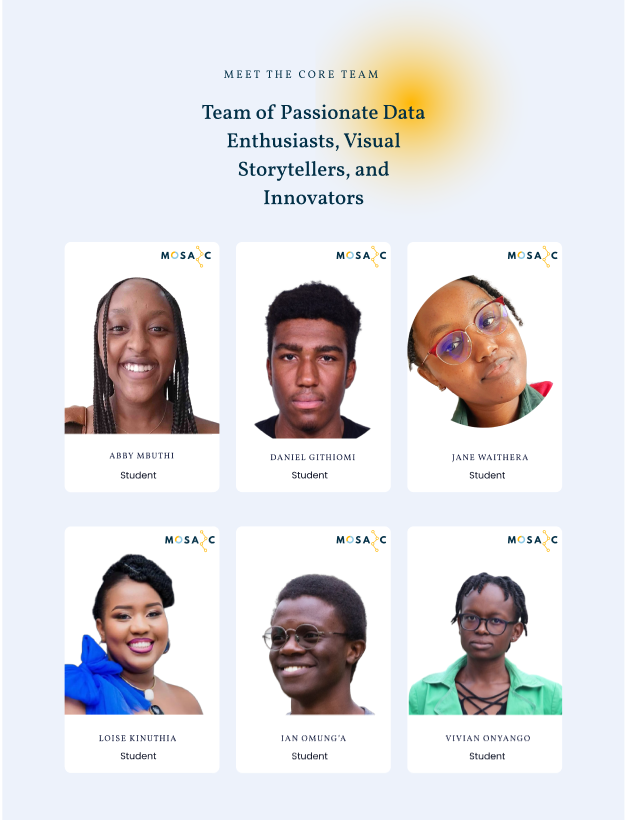 MEET THE CORE TEAM
Team of Passionate Data
Enthusiasts, Visual
Storytellers, and
Innovators
MOSAIC
MOSAIC
MOSAIC
ABBY MBUTHI
DANIEL GITHIOMI
JANE WAITHERA
Student
Student
Student
MOSAIC
MOSAIC
MOSAIC
LOISE KINUTHIA
IAN OMUNG'A
VIVIAN ONYANGO
Student
Student
Student